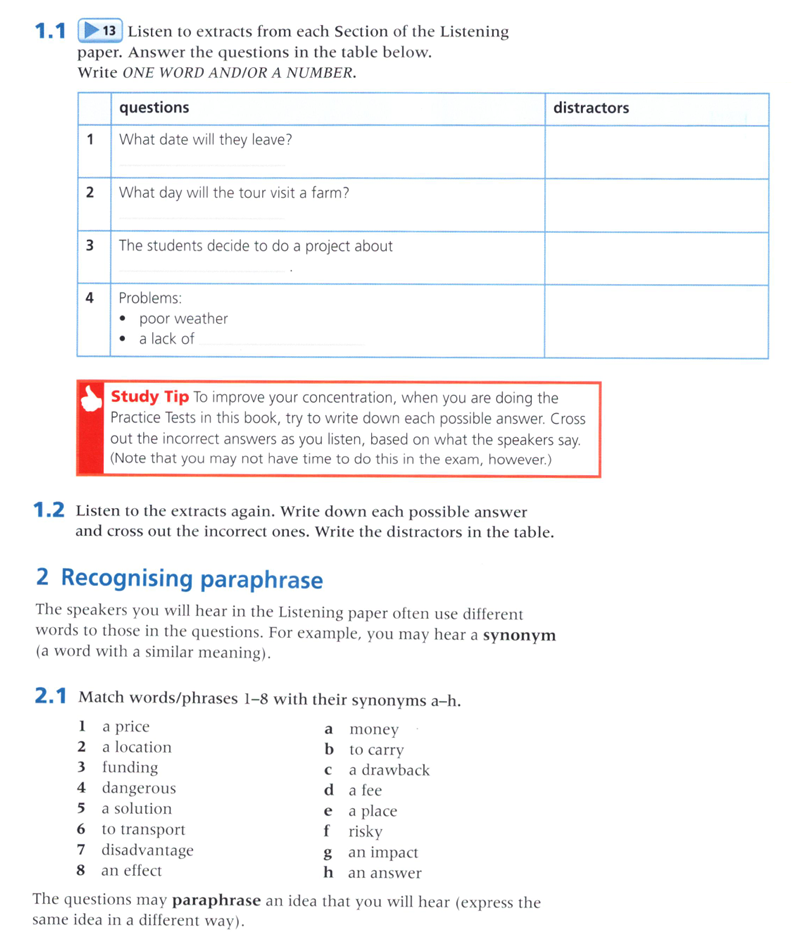 1.1 13 Listen to extracts from each Section of the Listening
paper. Answer the questions in the table below.
Write ONE WORD AND/OR A NUMBER.
questions distractors
1 What date will they leave?
2 What day will the tour visit a farm?
3 The students decide to do a project about
.
4 Problems:
• poor weather
• a lack of
Study Tip To improve your concentration, when you are doing the
Practice Tests in this book, try to write down each possible answer. Cross
out the incorrect answers as you listen, based on what the speakers say.
(Note that you may not have time to do this in the exam, however.)
1.2 Listen to the extracts again. Write down each possible answer
and cross out the incorrect ones. Write the distractors in the table.
2 Recognising paraphrase
The speakers you will hear in the Listening paper often use different
words to those in the questions. For example, you may hear a synonym
(a word with a similar meaning).
2.1 Match words/phrases 1–8 with their synonyms a–h.
1 a price a money
2 a location b to carry
3 funding c a drawback
4 dangerous d a fee
5 a solution e a place
6 to transport f risky
7 disadvantage g an impact
8 an effect h an answer
The questions may paraphrase an idea that you will hear (express the
same idea in a different way).